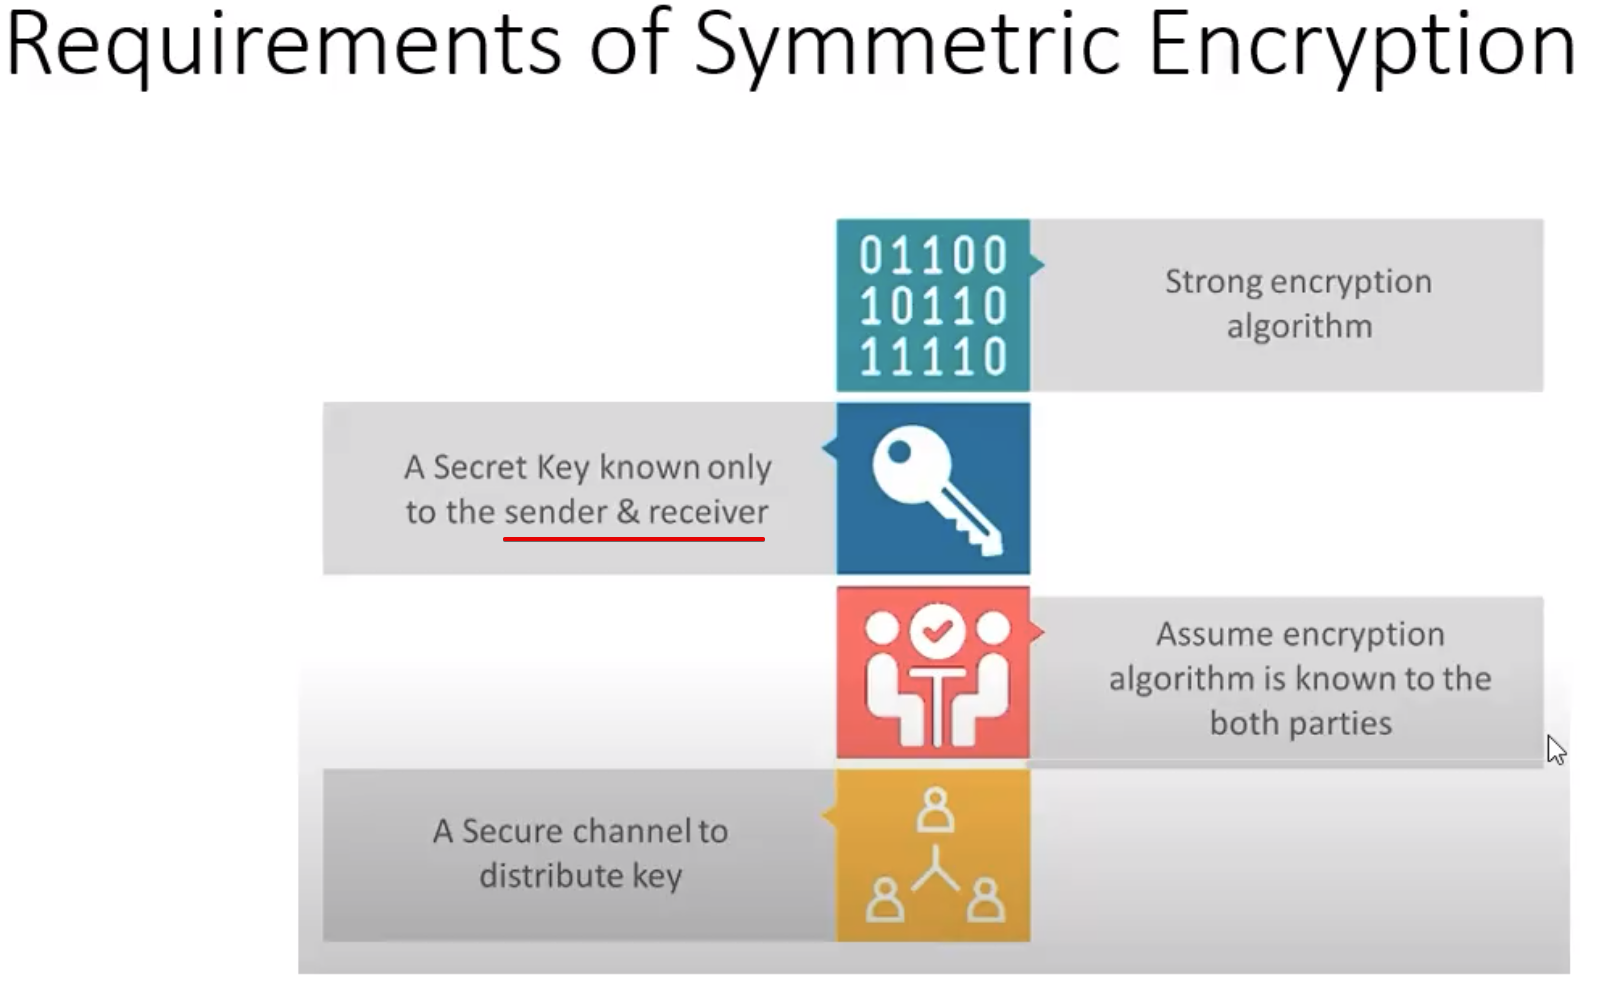 Requirements of Symmetric Encryption
01100
10110
11110
Strong encryption
algorithm
A Secret Key known only
to the sender & receiver
Assume encryption
algorithm is known to the
both parties
A Secure channel to
distribute key